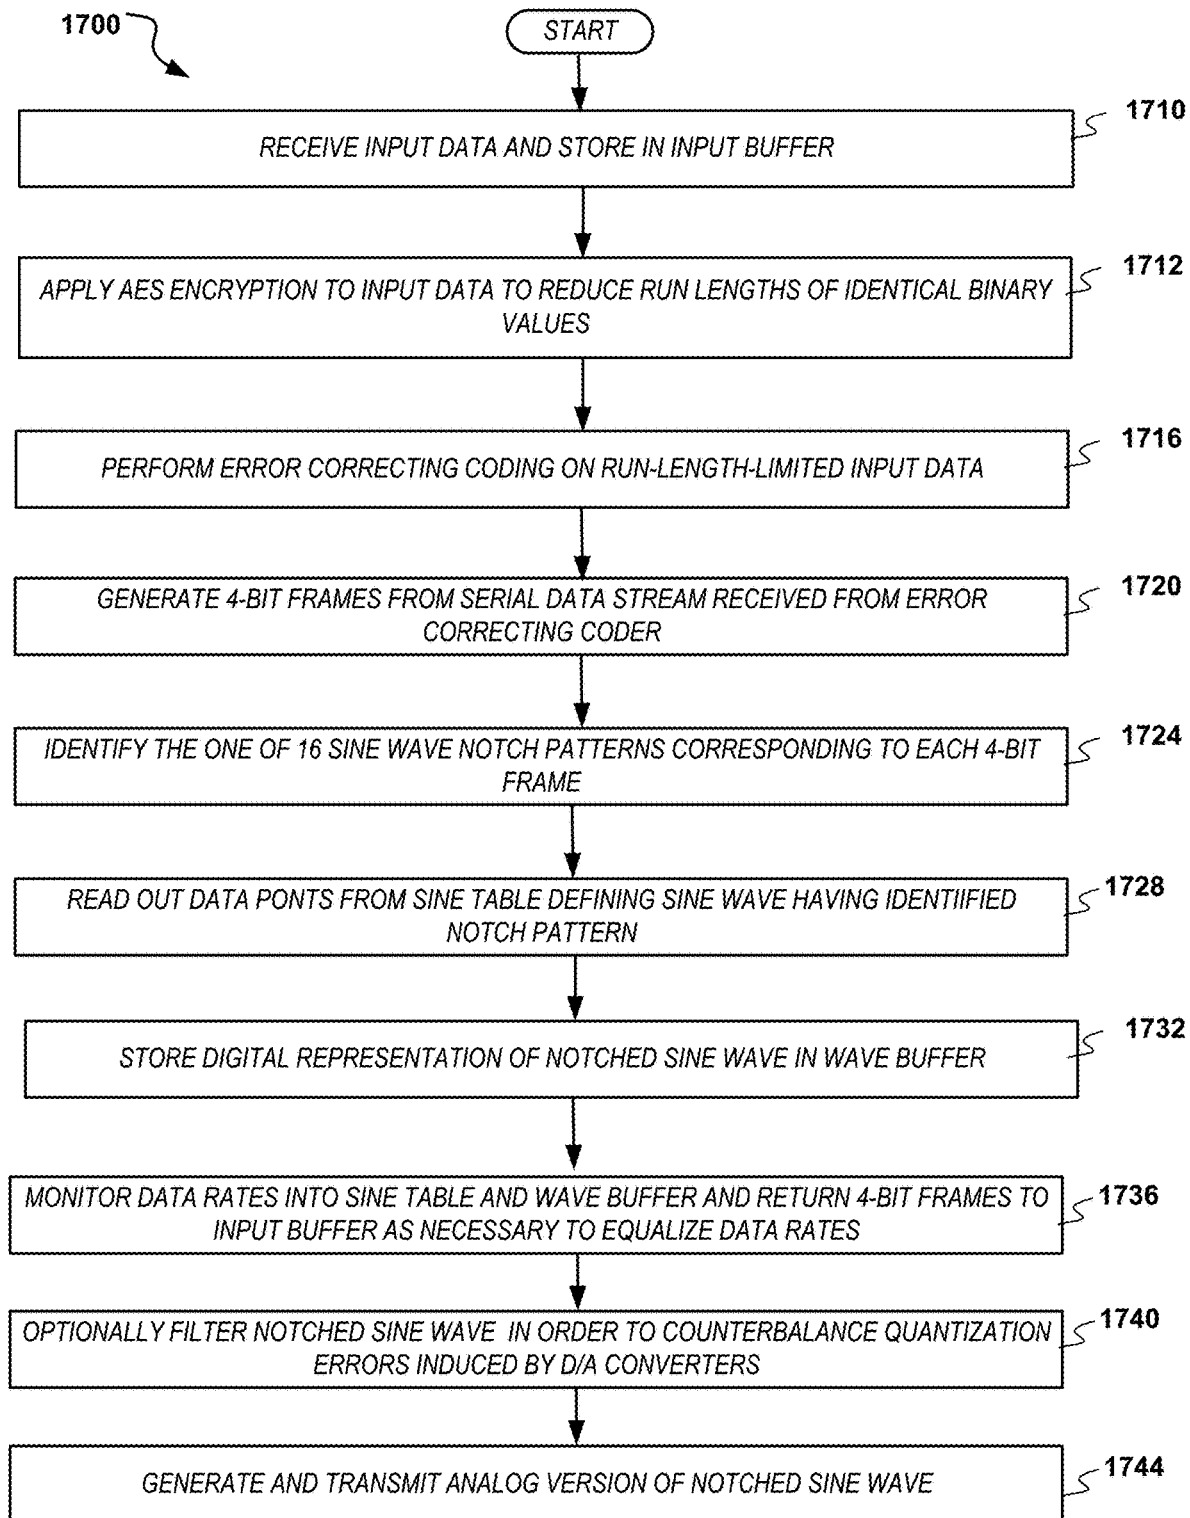 1700
START
1710
RECEIVE INPUT DATA AND STORE IN INPUT BUFFER
1712
APPLY AES ENCRYPTION TO INPUT DATA TO REDUCE RUN LENGTHS OF IDENTICAL BINARY
VALUES
1716
PERFORM ERROR CORRECTING CODING ON RUN-LENGTH-LIMITED INPUT DATA
1720
GENERATE 4-BIT FRAMES FROM SERIAL DATA STREAM RECEIVED FROM ERROR
CORRECTING CODER
1724
IDENTIFY THE ONE OF 16 SINE WAVE NOTCH PATTERNS CORRESPONDING TO EACH 4-BIT
FRAME
1728
READ OUT DATA PONTS FROM SINE TABLE DEFINING SINE WAVE HAVING IDENTIIFIED
NOTCH PATTERN
1732
STORE DIGITAL REPRESENTATION OF NOTCHED SINE WAVE IN WAVE BUFFER
1736
MONITOR DATA RATES INTO SINE TABLE AND WAVE BUFFER AND RETURN 4-BIT FRAMES TO
INPUT BUFFER AS NECESSARY TO EQUALIZE DATA RATES
1740
OPTIONALLY FILTER NOTCHED SINE WAVE IN ORDER TO COUNTERBALANCE QUANTIZATION
ERRORS INDUCED BY D/A CONVERTERS
1744
GENERATE AND TRANSMIT ANALOG VERSION OF NOTCHED SINE WAVE